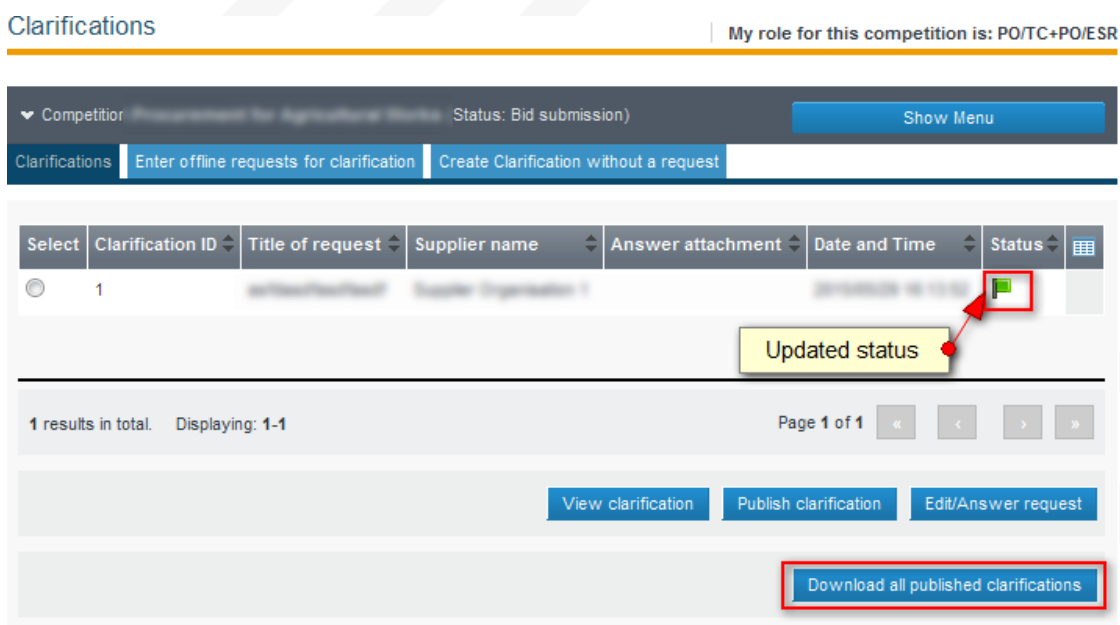 Clarifications
My role for this competition is: PO/TC+PO/ESR
Competition Status: Bid submission)
Show Menu
Clarifications Enter offline requests for clarification Create Clarification without a request
Select Clarification ID Title of request Supplier name Answer attachment Date and Time Status
1
Updated status
1 results in total. Displaying: 1-1 Page 1 of 1 « ‹ › »
View clarification Publish clarification Edit/Answer request
Download all published clarifications